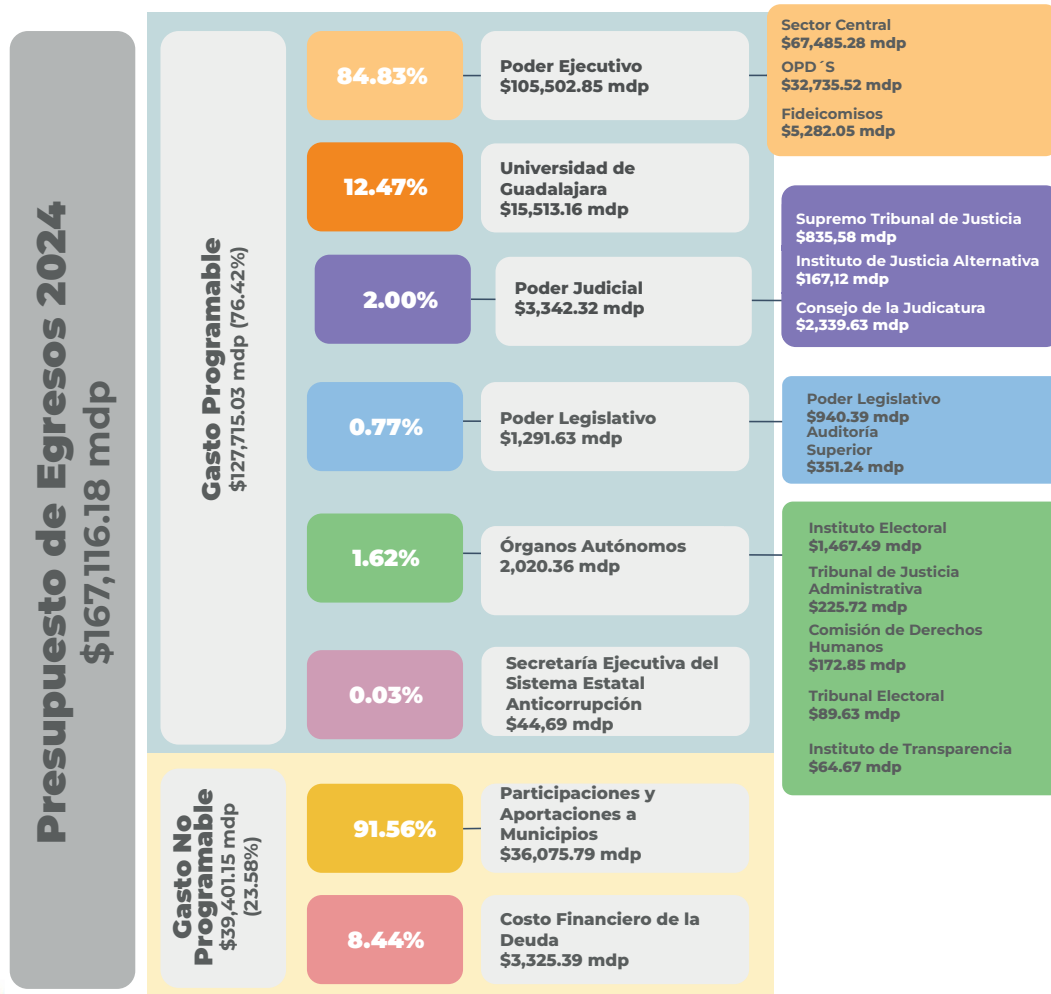 Presupuesto de Egresos 2024
$167,116.18 mdp
Gasto Programable
$127,715.03 mdp (76.42%)
84.83%
Poder Ejecutivo
$105,502.85 mdp
Sector Central
$67,485.28 mdp
OPD´S
$32,735.52 mdp
Fideicomisos
$5,282.05 mdp
12.47%
Universidad de
Guadalajara
$15,513.16 mdp
2.00%
Poder Judicial
$3,342.32 mdp
Supremo Tribunal de Justicia
$835,58 mdp
Instituto de Justicia Alternativa
$167,12 mdp
Consejo de la Judicatura
$2,339.63 mdp
0.77%
Poder Legislativo
$1,291.63 mdp
Poder Legislativo
$940.39 mdp
Auditoría
Superior
$351.24 mdp
1.62%
Órganos Autónomos
2,020.36 mdp
Instituto Electoral
$1,467.49 mdp
Tribunal de Justicia
Administrativa
$225.72 mdp
Comisión de Derechos
Humanos
$172.85 mdp
Tribunal Electoral
$89.63 mdp
Instituto de Transparencia
$64.67 mdp
0.03%
Secretaría Ejecutiva del
Sistema Estatal
Anticorrupción
$44,69 mdp
Gasto No
Programable
$39,401.15 mdp
(23.58%)
91.56%
Participaciones y
Aportaciones a
Municipios
$36,075.79 mdp
8.44%
Costo Financiero de la
Deuda
$3,325.39 mdp